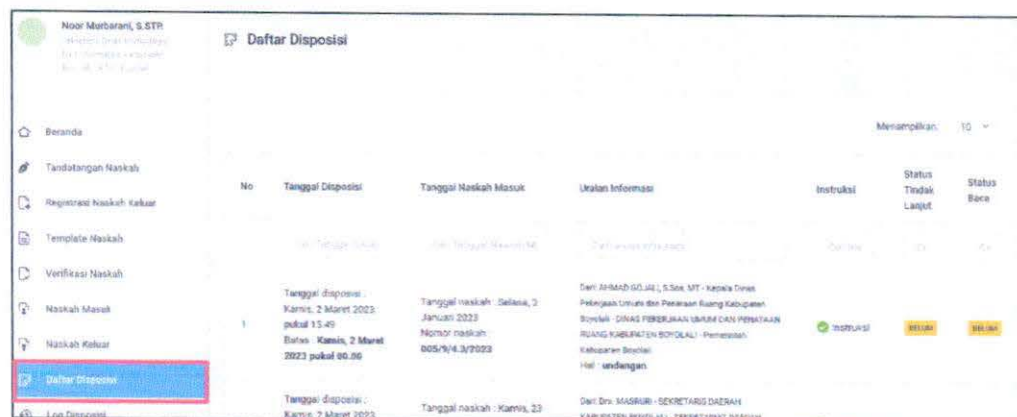 Noor Murbarani, S.STP.
Daftar Disposisi
Menampilkan: 10
Beranda
Tandatangan Naskah
Registrasi Naskah Keluar
Template Naskah
Verifikasi Naskah
Naskah Masuk
Naskah Keluar
Daftar Disposisi
Log Disposisi
No Tanggal Disposisi Tanggal Naskah Masuk Uraian Informasi Instruksi Status Tindak Lanjut Status Baca
1
Tanggal disposisi :
Kamis, 2 Maret 2023
pukul 15.49
Batas : Kamis, 2 Maret
2023 pukul 00.00
Tanggal naskah : Selasa, 3
Januari 2023
Nomor naskah :
005/9/4.3/2023
Dari: AHMAD GOJALI, S.Sos, MT - Kepala Dinas
Pekerjaan Umum dan Penataan Ruang Kabupaten
Boyolali - DINAS PEKERJAAN UMUM DAN PENATAAN
RUANG KABUPATEN BOYOLALI - Pemerintah
Kabupaten Boyolali
Hal : undangan
Instruksi
BELUM
BELUM
Tanggal disposisi :
Kamis, 2 Maret 2023
Tanggal naskah : Kamis, 23
Dari: Drs. MASRURI - SEKRETARIS DAERAH
KABUPATEN BOYOLALI - SEKRETARIAT DAERAH